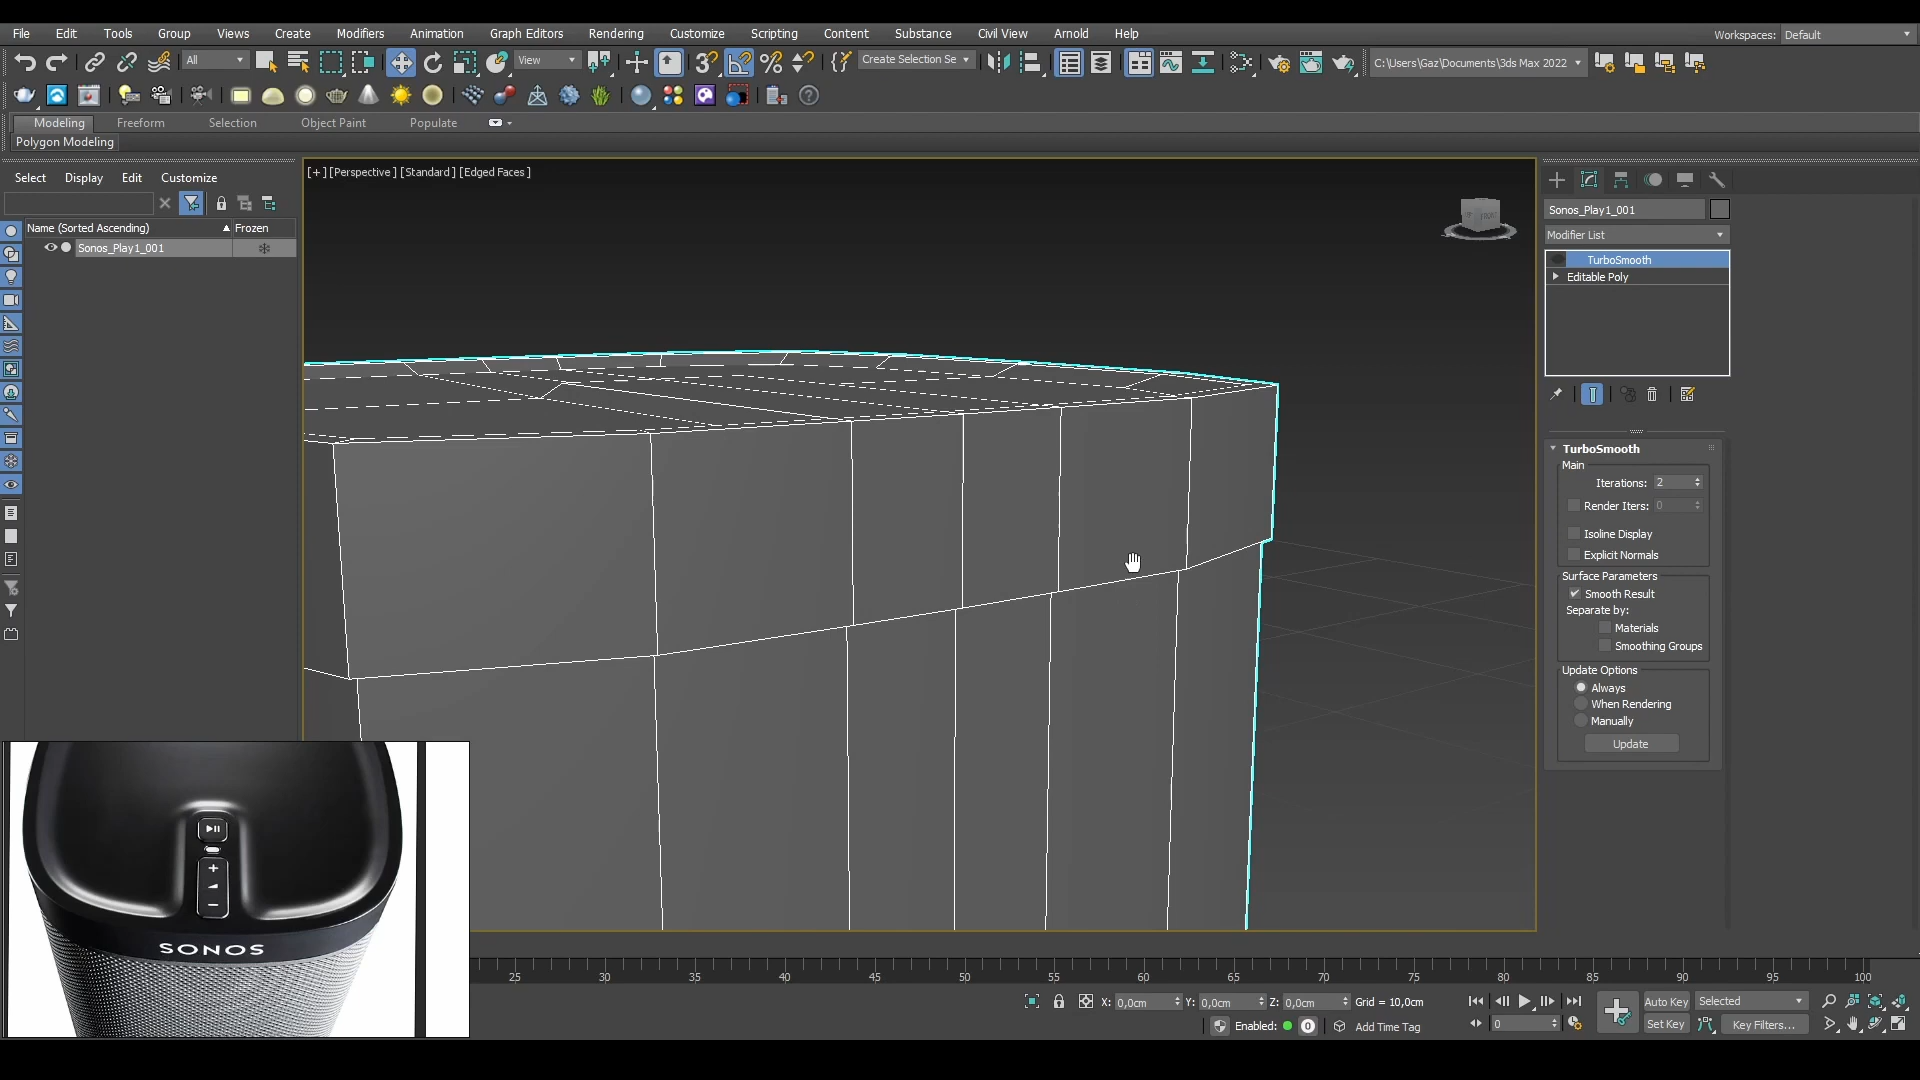 File Edit Tools Group Views Create Modifiers Animation Graph Editors Rendering Customize Scripting Content Substance Civil View Arnold Help Workspaces: Default
All View Create Selection Se C:\Users\Gaz\Documents\3ds Max 2022
Modeling Freeform Selection Object Paint Populate
Polygon Modeling
Select Display Edit Customize
[+] [Perspective ] [Standard ] [Edged Faces ]
Name (Sorted Ascending) Frozen
Sonos_Play1_001
Sonos_Play1_001
Modifier List
TurboSmooth
Editable Poly
TurboSmooth
Main
Iterations: 2
Render Iters: 0
Isoline Display
Explicit Normals
Surface Parameters
Smooth Result
Separate by:
Materials
Smoothing Groups
Update Options
Always
When Rendering
Manually
Update
FRONT
SONOS
25 30 35 40 45 50 55 60 65 70 75 80 85 90 95 100
X: 0,0cm Y: 0,0cm Z: 0,0cm Grid = 10,0cm
Auto Key Selected
Enabled: 0 Add Time Tag
0 Set Key Key Filters...